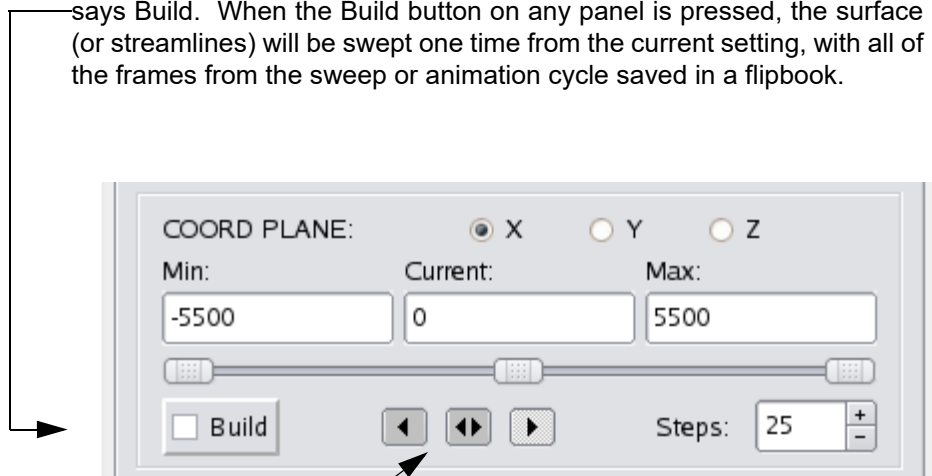 says Build. When the Build button on any panel is pressed, the surface
(or streamlines) will be swept one time from the current setting, with all of
the frames from the sweep or animation cycle saved in a flipbook.
COORD PLANE: X Y Z
Min: Current: Max:
-5500 0 5500
Build Steps: 25 + -